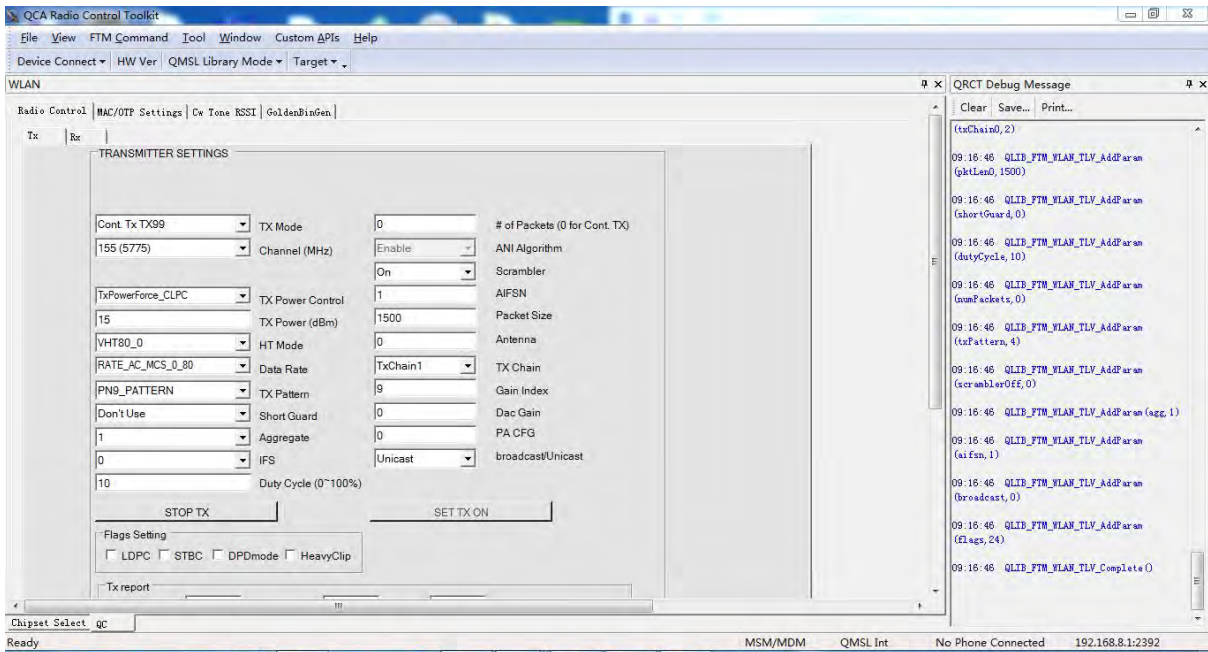 QCA Radio Control Toolkit
File View FTM Command Tool Window Custom APIs Help
Device Connect HW Ver QMSL Library Mode Target
WLAN
Radio Control MAC/OTP Settings Cw Tone RSSI GoldenBinGen
Tx Rx
TRANSMITTER SETTINGS
Cont. Tx TX99 TX Mode 0 # of Packets (0 for Cont. TX)
155 (5775) Channel (MHz) Enable ANI Algorithm
On Scrambler
TxPowerForce_CLPC TX Power Control 1 AIFSN
15 TX Power (dBm) 1500 Packet Size
VHT80_0 HT Mode 0 Antenna
RATE_AC_MCS_0_80 Data Rate TxChain1 TX Chain
PN9_PATTERN TX Pattern 9 Gain Index
Don't Use Short Guard 0 Dac Gain
1 Aggregate 0 PA CFG
0 IFS Unicast broadcast/Unicast
10 Duty Cycle (0~100%)
STOP TX SET TX ON
Flags Setting
LDPC STBC DPDmode HeavyClip
Tx report
Chipset Select QC
QRCT Debug Message
Clear Save... Print...
(txChain0, 2)
09:16:46 QLIB_FTM_WLAN_TLV_AddParam
(pktLen0, 1500)
09:16:46 QLIB_FTM_WLAN_TLV_AddParam
(shortGuard, 0)
09:16:46 QLIB_FTM_WLAN_TLV_AddParam
(dutyCycle, 10)
09:16:46 QLIB_FTM_WLAN_TLV_AddParam
(numPackets, 0)
09:16:46 QLIB_FTM_WLAN_TLV_AddParam
(txPattern, 4)
09:16:46 QLIB_FTM_WLAN_TLV_AddParam
(scramblerOff, 0)
09:16:46 QLIB_FTM_WLAN_TLV_AddParam (agg, 1)
09:16:46 QLIB_FTM_WLAN_TLV_AddParam
(aifsn, 1)
09:16:46 QLIB_FTM_WLAN_TLV_AddParam
(broadcast, 0)
09:16:46 QLIB_FTM_WLAN_TLV_AddParam
(flags, 24)
09:16:46 QLIB_FTM_WLAN_TLV_Complete()
Ready MSM/MDM QMSL Int No Phone Connected 192.168.8.1:2392